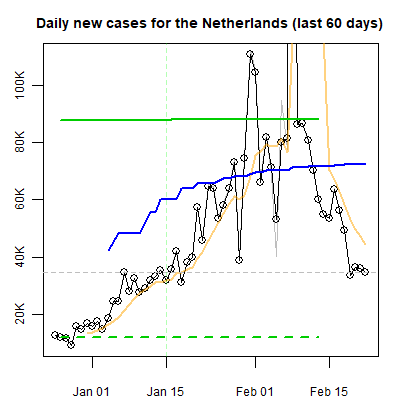 Daily new cases for the Netherlands (last 60 days)
100K
80K
60K
40K
20K
Jan 01 Jan 15 Feb 01 Feb 15